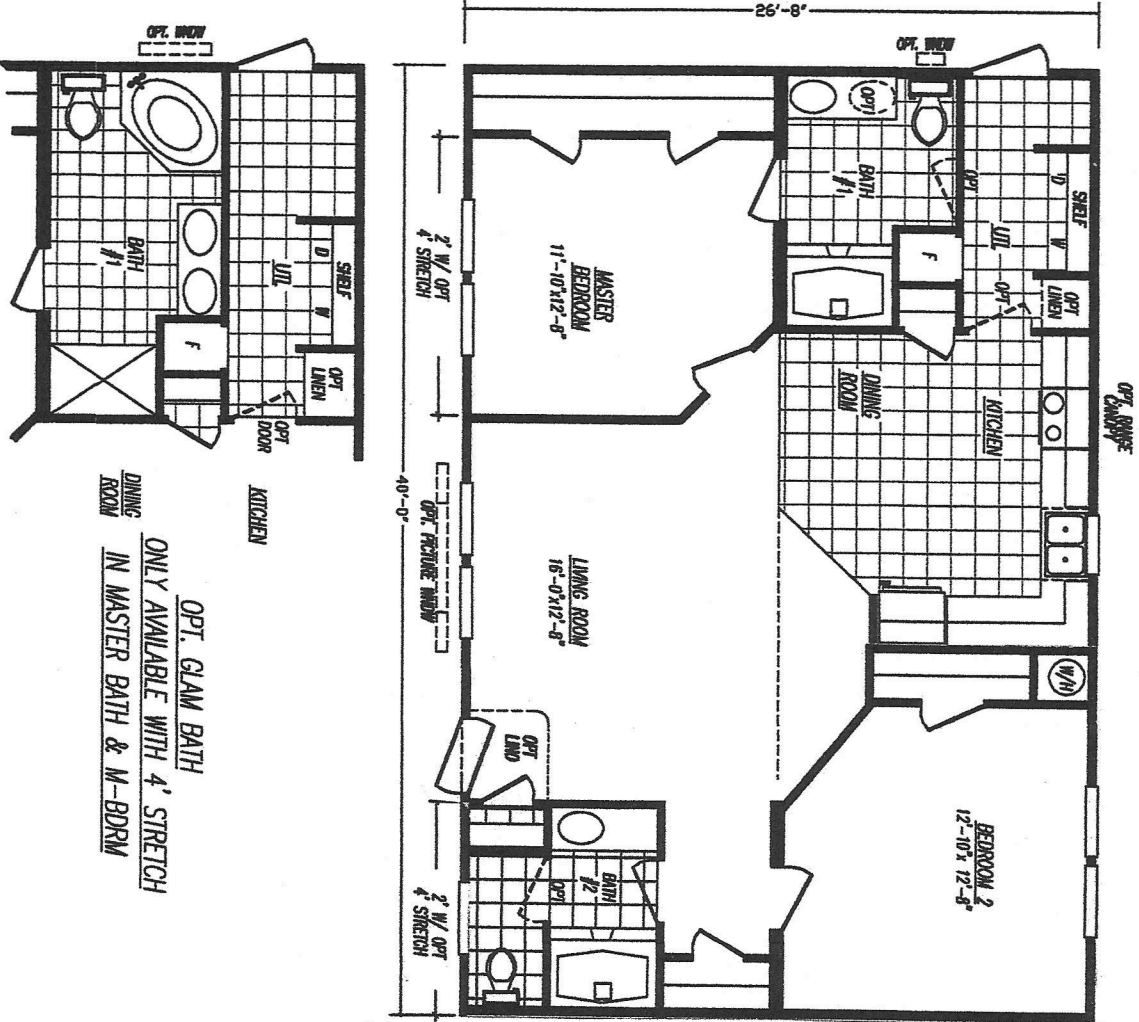 26'-8"
OPT. WNDW
OPT. WNDW
OPT
BATH
#1
OPT
UTL
D
SHELF
W
F
OPT
OPT
LINEN
OPT. RANGE
CANOPY
KITCHEN
DINING
ROOM
MASTER
BEDROOM
11'-10"x12'-8"
2' W/ OPT
4' STRETCH
40'-0"
OPT. PICTURE WNDW
LIVING ROOM
16'-0"x12'-8"
OPT
LINO
W/H
BEDROOM 2
12'-10"x 12'-8"
BATH
#2
OPT
2' W/ OPT
4' STRETCH
BATH
#1
UTL
D
SHELF
W
F
OPT
LINEN
OPT
DOOR
KITCHEN
DINING
ROOM
OPT. GLAM BATH
ONLY AVAILABLE WITH 4' STRETCH
IN MASTER BATH & M-BDRM